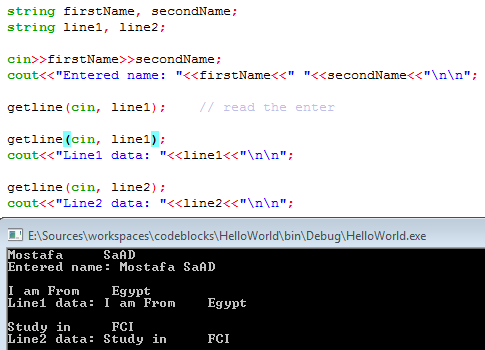 string firstName, secondName;
string line1, line2;
cin>>firstName>>secondName;
cout<<"Entered name: "<<firstName<<" "<<secondName<<"\n\n";
getline(cin, line1);    // read the enter
getline(cin, line1);
cout<<"Line1 data: "<<line1<<"\n\n";
getline(cin, line2);
cout<<"Line2 data: "<<line2<<"\n\n";
E:\Sources\workspaces\codeblocks\HelloWorld\bin\Debug\HelloWorld.exe
Mostafa     SaAD
Entered name: Mostafa SaAD
I am From    Egypt
Line1 data: I am From    Egypt
Study in     FCI
Line2 data: Study in     FCI